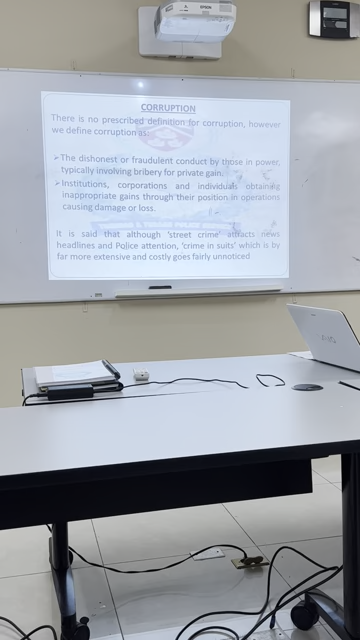 EPSON
CORRUPTION
There is no prescribed definition for corruption, however
we define corruption as:
➢The dishonest or fraudulent conduct by those in power,
typically involving bribery for private gain.
➢Institutions, corporations and individuals obtaining
inappropriate gains through their position in operations
causing damage or loss.
It is said that although 'street crime' attracts news
headlines and Police attention, 'crime in suits' which is by
far more extensive and costly goes fairly unnoticed
VAIO